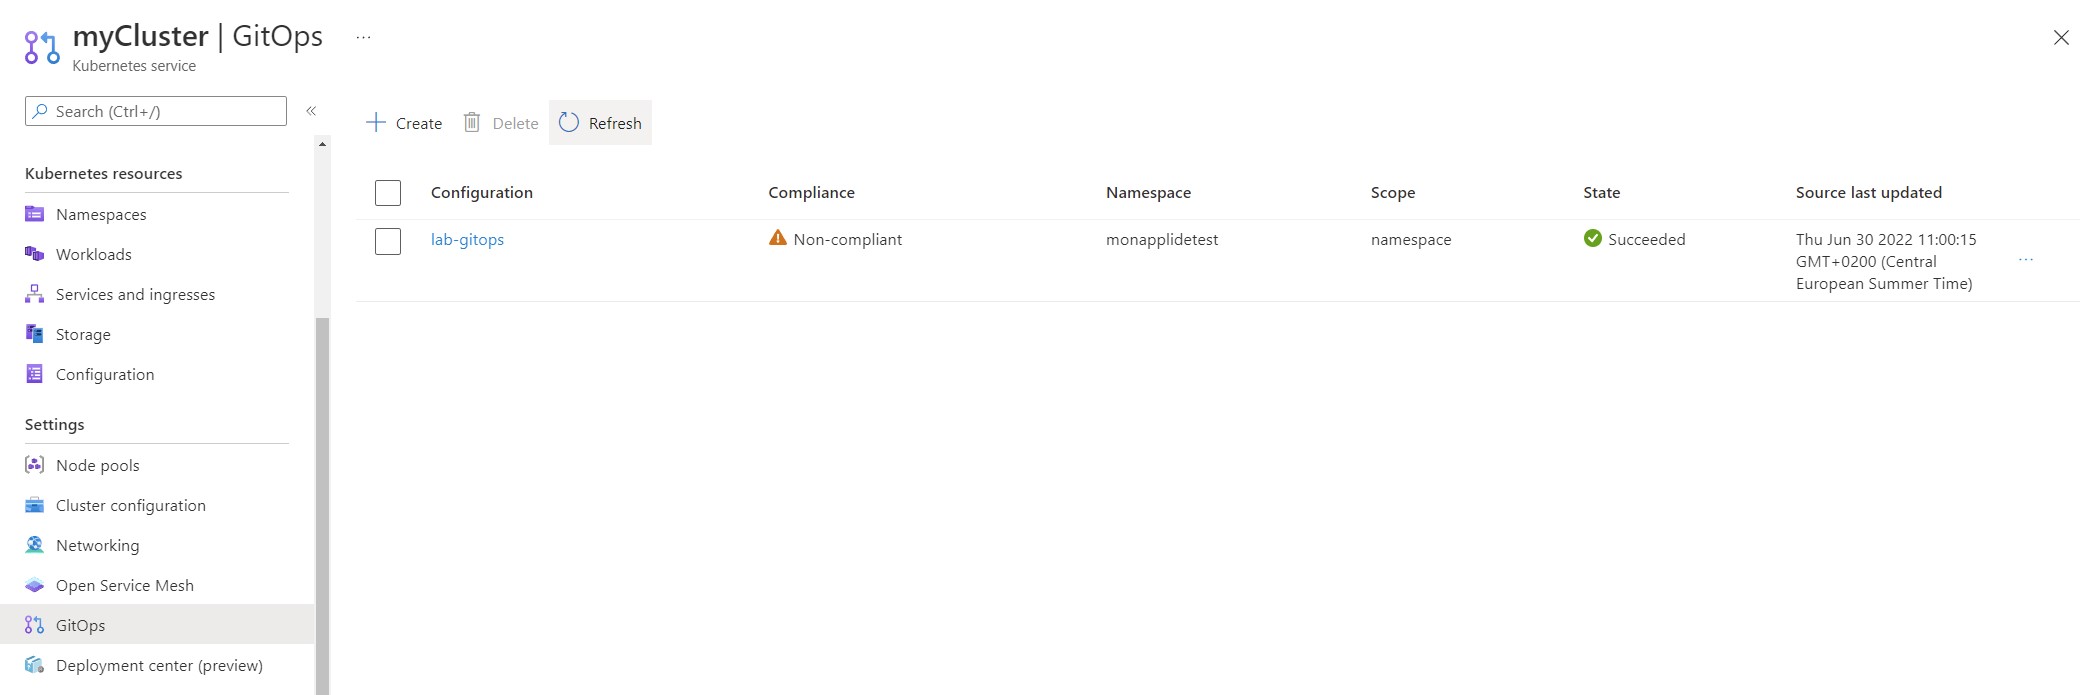 myCluster | GitOps ...
Kubernetes service
Search (Ctrl+/) «
Kubernetes resources
Namespaces
Workloads
Services and ingresses
Storage
Configuration
Settings
Node pools
Cluster configuration
Networking
Open Service Mesh
GitOps
Deployment center (preview)
Create Delete Refresh
Configuration Compliance Namespace Scope State Source last updated
lab-gitops Non-compliant monapplidetest namespace Succeeded Thu Jun 30 2022 11:00:15
GMT+0200 (Central ...
European Summer Time)